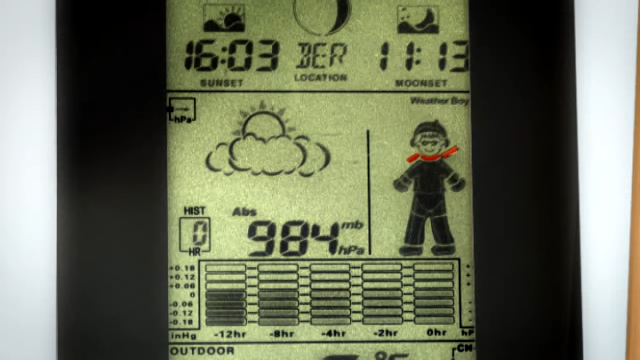 16:03 BER 11:13
SUNSET LOCATION MOONSET
Weather Boy
hPa
HIST
0
HR
Abs
984 mb
hPa
+0.18
+0.12
+0.06
0
-0.06
-0.12
-0.18
inHg -12hr -8hr -4hr -2hr 0hr hP
OUTDOOR